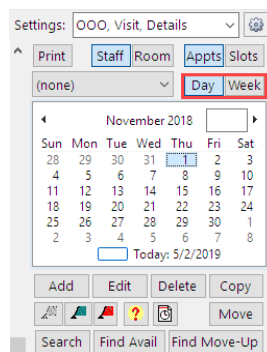 Settings: OOO, Visit, Details
Print Staff Room Appts Slots
(none) Day Week
November 2018
Sun Mon Tue Wed Thu Fri Sat
28 29 30 31 1 2 3
4 5 6 7 8 9 10
11 12 13 14 15 16 17
18 19 20 21 22 23 24
25 26 27 28 29 30 1
2 3 4 5 6 7 8
Today: 5/2/2019
Add Edit Delete Copy
? Move
Search Find Avail Find Move-Up